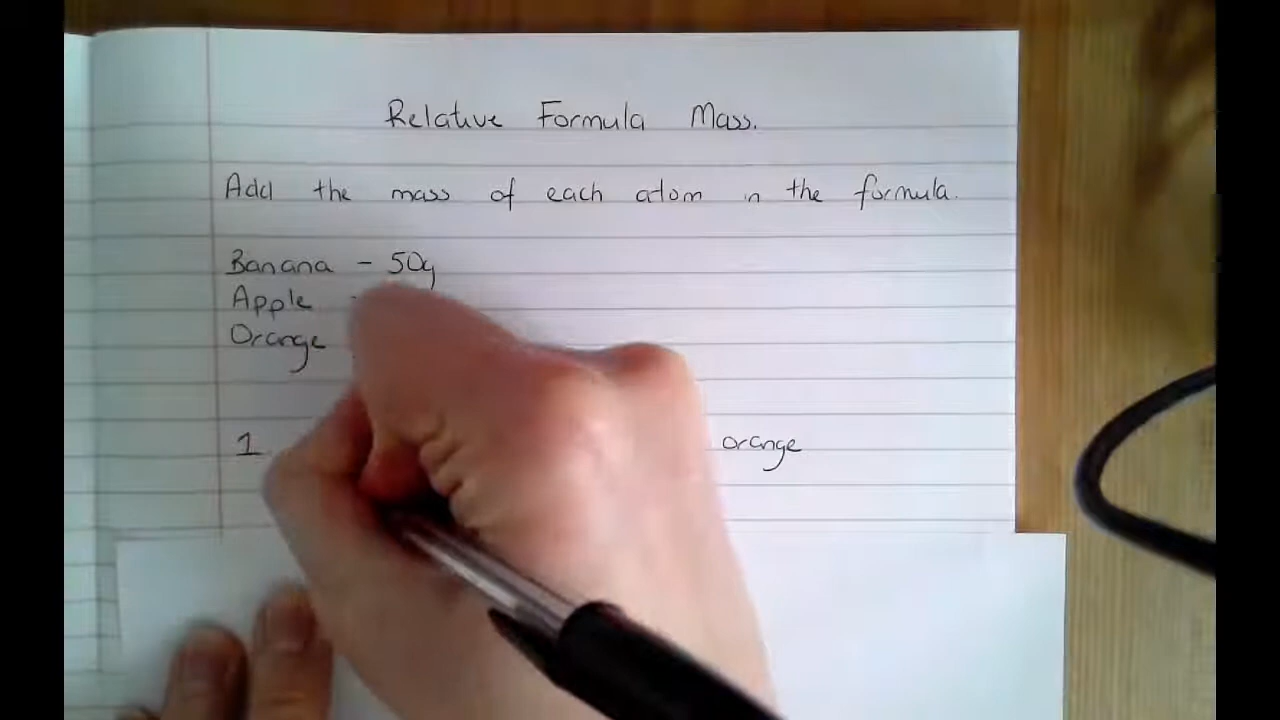 Relative Formula Mass.
Add the mass of each atom in the formula.
Banana - 50g
Apple -
Orange
1 orange